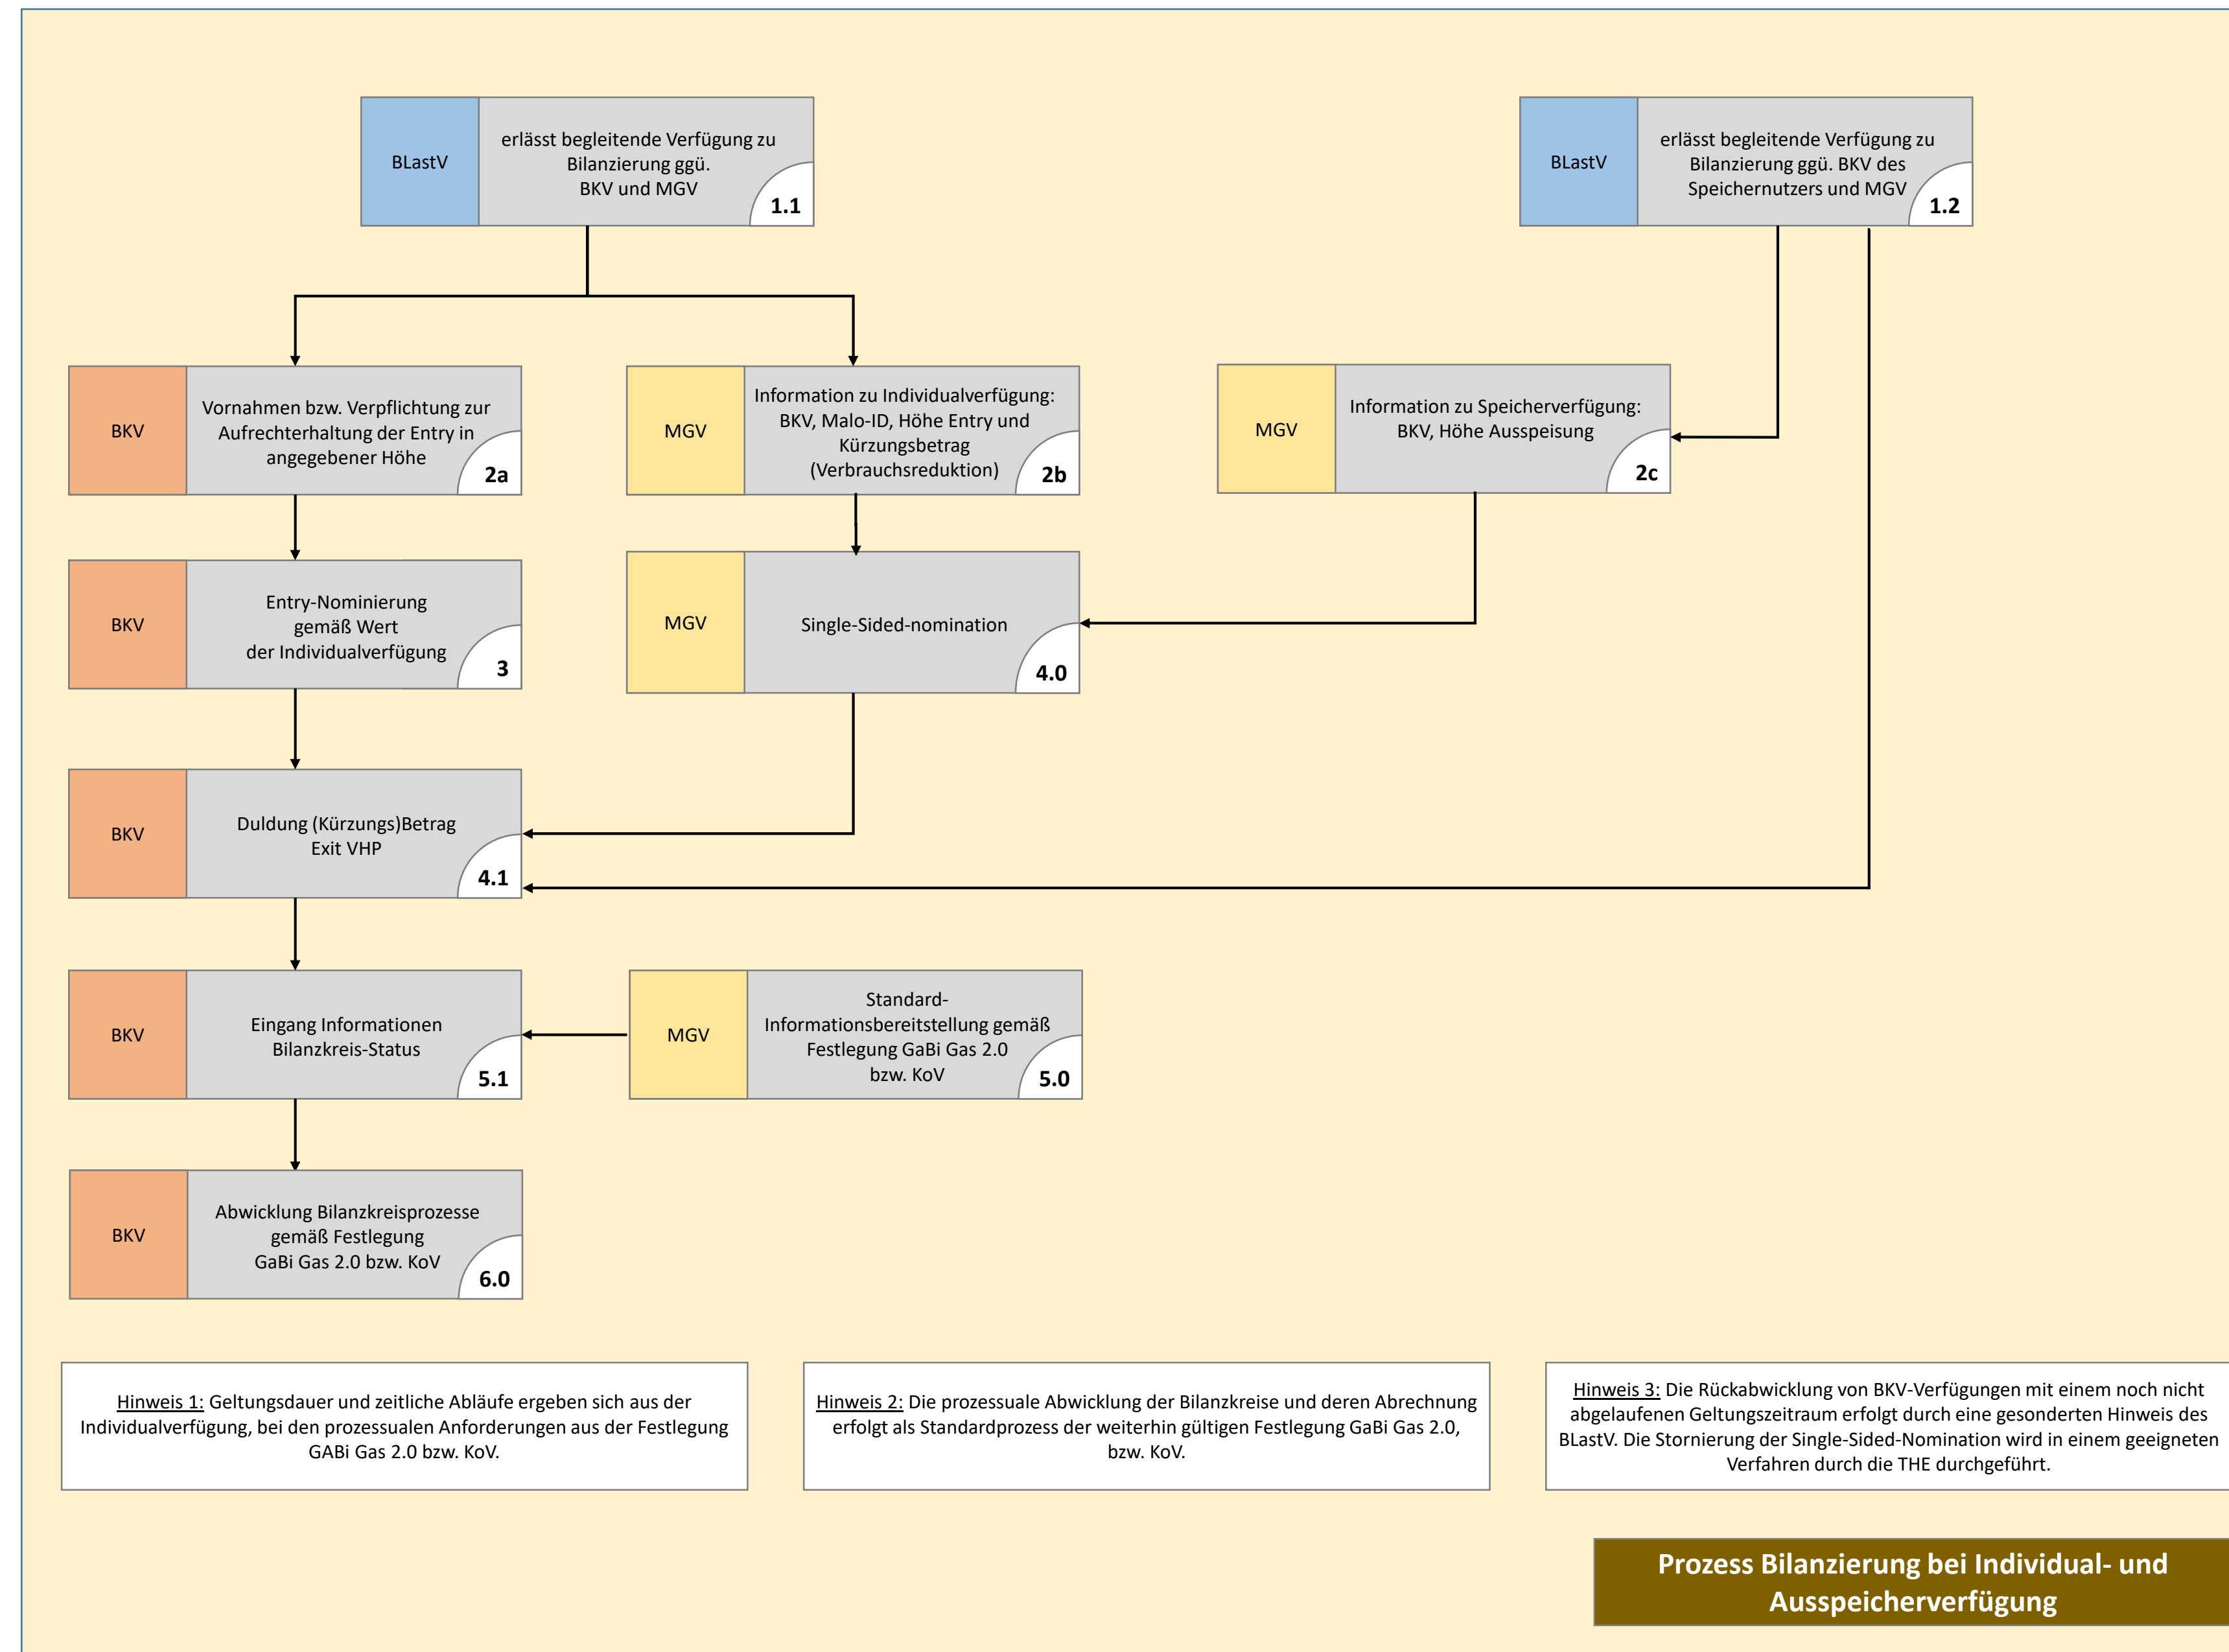 BLastV
erlässt begleitende Verfügung zu
Bilanzierung ggü.
BKV und MGV
1.1
BLastV
erlässt begleitende Verfügung zu
Bilanzierung ggü. BKV des
Speichernutzers und MGV
1.2
BKV
Vornahmen bzw. Verpflichtung zur
Aufrechterhaltung der Entry in
angegebener Höhe
2a
MGV
Information zu Individualverfügung:
BKV, Malo-ID, Höhe Entry und
Kürzungsbetrag
(Verbrauchsreduktion)
2b
MGV
Information zu Speicherverfügung:
BKV, Höhe Ausspeisung
2c
BKV
Entry-Nominierung
gemäß Wert
der Individualverfügung
3
MGV
Single-Sided-nomination
4.0
BKV
Duldung (Kürzungs)Betrag
Exit VHP
4.1
BKV
Eingang Informationen
Bilanzkreis-Status
5.1
MGV
Standard-
Informationsbereitstellung gemäß
Festlegung GaBi Gas 2.0
bzw. KoV
5.0
BKV
Abwicklung Bilanzkreisprozesse
gemäß Festlegung
GaBi Gas 2.0 bzw. KoV
6.0
Hinweis 1: Geltungsdauer und zeitliche Abläufe ergeben sich aus der
Individualverfügung, bei den prozessualen Anforderungen aus der Festlegung
GABi Gas 2.0 bzw. KoV.
Hinweis 2: Die prozessuale Abwicklung der Bilanzkreise und deren Abrechnung
erfolgt als Standardprozess der weiterhin gültigen Festlegung GaBi Gas 2.0,
bzw. KoV.
Hinweis 3: Die Rückabwicklung von BKV-Verfügungen mit einem noch nicht
abgelaufenen Geltungszeitraum erfolgt durch eine gesonderten Hinweis des
BLastV. Die Stornierung der Single-Sided-Nomination wird in einem geeigneten
Verfahren durch die THE durchgeführt.
Prozess Bilanzierung bei Individual- und
Ausspeicherverfügung